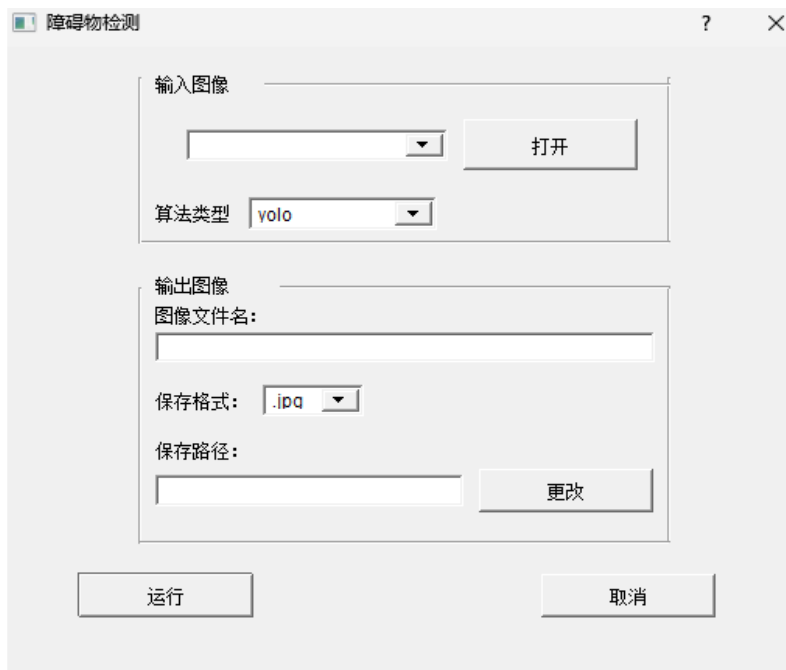 障碍物检测
输入图像
打开
算法类型 yolo
输出图像
图像文件名：
保存格式： .jpg
保存路径：
更改
运行 取消